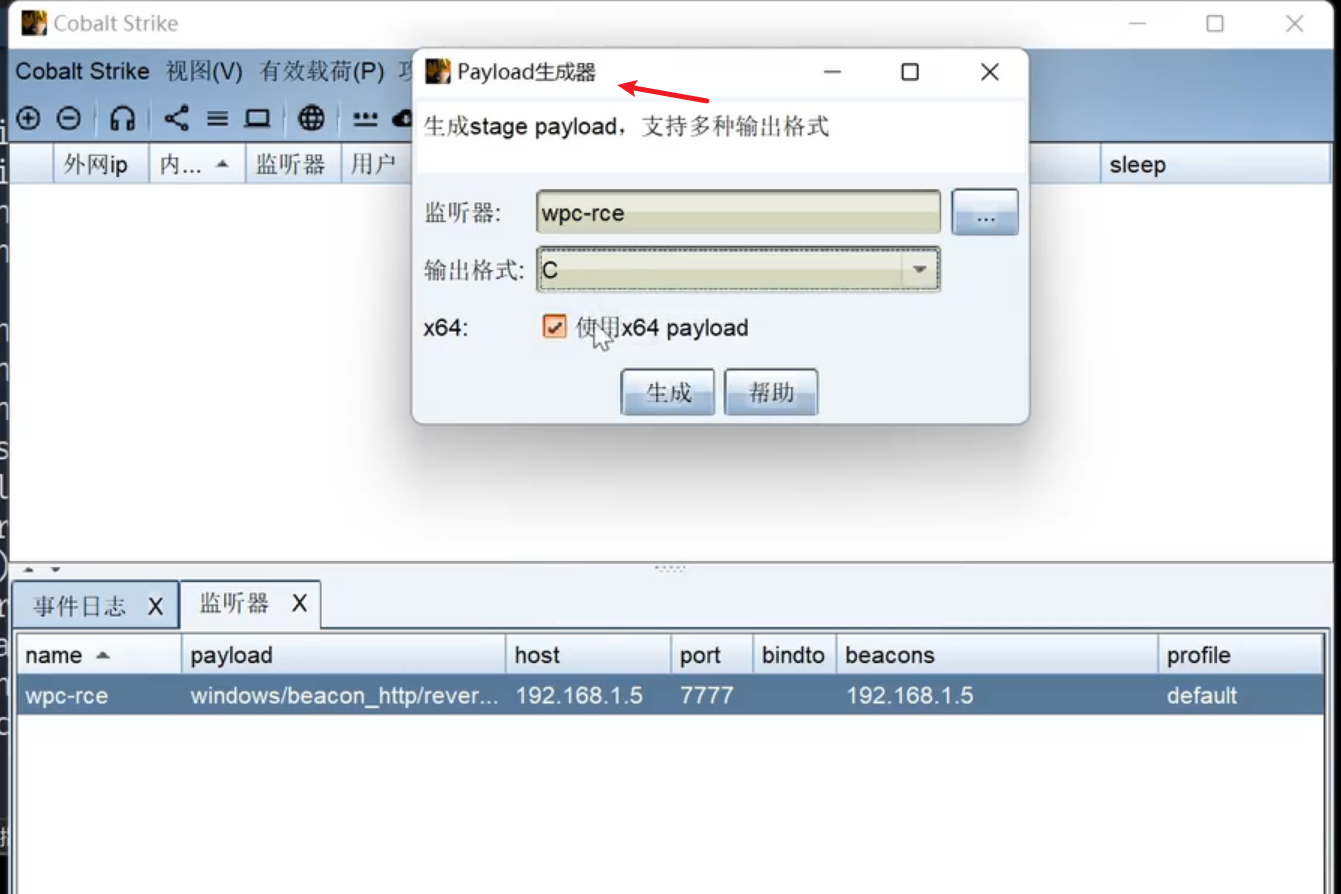 Cobalt Strike
Cobalt Strike 视图(V) 有效载荷(P)
Payload生成器
生成stage payload，支持多种输出格式
外网ip 内... 监听器 用户 sleep
监听器: wpc-rce ...
输出格式: C
x64: 使用x64 payload
生成 帮助
事件日志 X 监听器 X
name payload host port bindto beacons profile
wpc-rce windows/beacon_http/rever... 192.168.1.5 7777 192.168.1.5 default